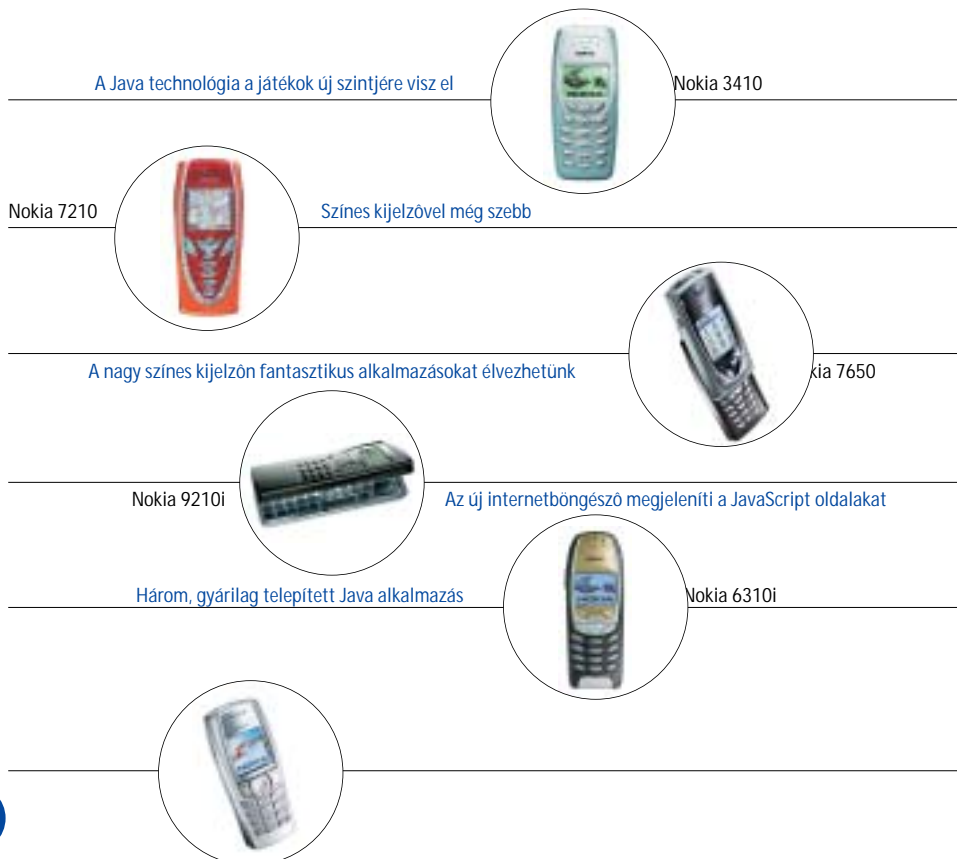 A Java technológia a játékok új szintjére visz el
Nokia 3410
Nokia 7210
Színes kijelzôvel még szebb
A nagy színes kijelzôn fantasztikus alkalmazásokat élvezhetünk
kia 7650
Nokia 9210i
Az új internetböngészô megjeleníti a JavaScript oldalakat
Három, gyárilag telepített Java alkalmazás
Nokia 6310i